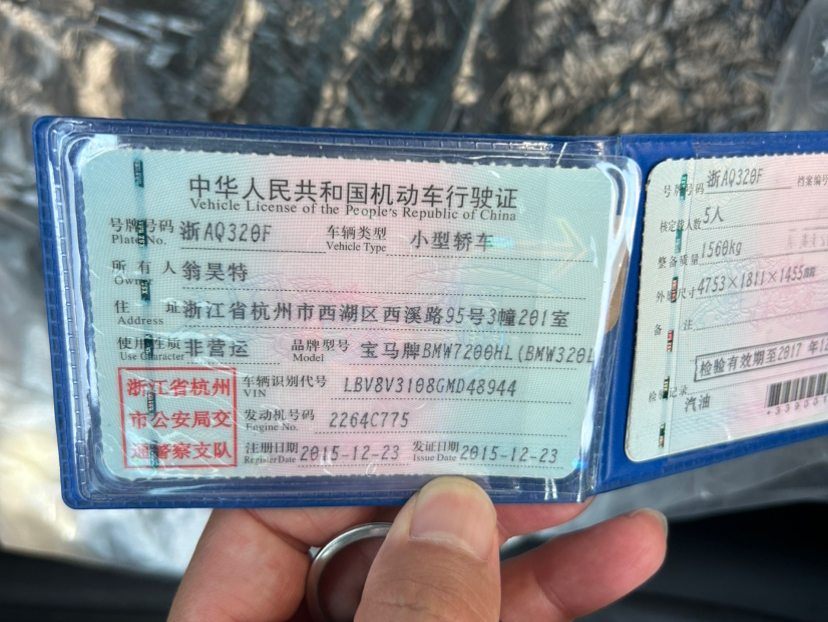 中华人民共和国机动车行驶证
Vehicle License of the People's Republic of China
号牌号码 浙AQ320F 车辆类型 小型轿车
Plate No. Vehicle Type
所有人 翁昊特
Owner
住 址 浙江省杭州市西湖区西溪路95号3幢201室
Address
使用性质 非营运 品牌型号 宝马牌BMW7200HL(BMW320L
Use Character Model
浙江省杭州
市公安局交
通警察支队
车辆识别代号 LBV8V3108GMD48944
VIN
发动机号码 2264C775
Engine No.
注册日期 2015-12-23 发证日期 2015-12-23
Register Date Issue Date
号牌号码 浙AQ320F 档案编号
核定载人数 5人
整备质量 1560kg
外廓尺寸 4753×1811×1455mm
备 注
检验有效期至2017年12
检验记录
汽油